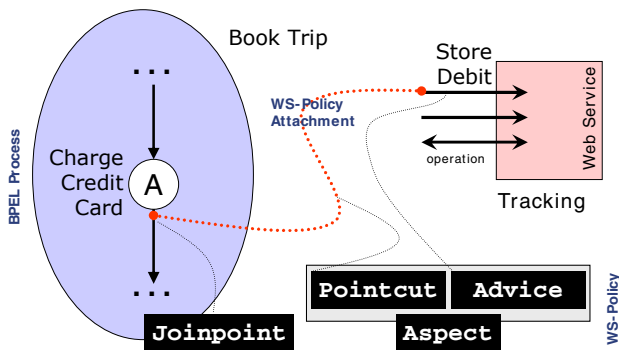 Book Trip
Store
Debit
WS-Policy
Attachment
operation
Web Service
Tracking
BPEL Process
...
Charge
Credit
Card
A
...
Joinpoint
Pointcut
Advice
Aspect
WS-Policy